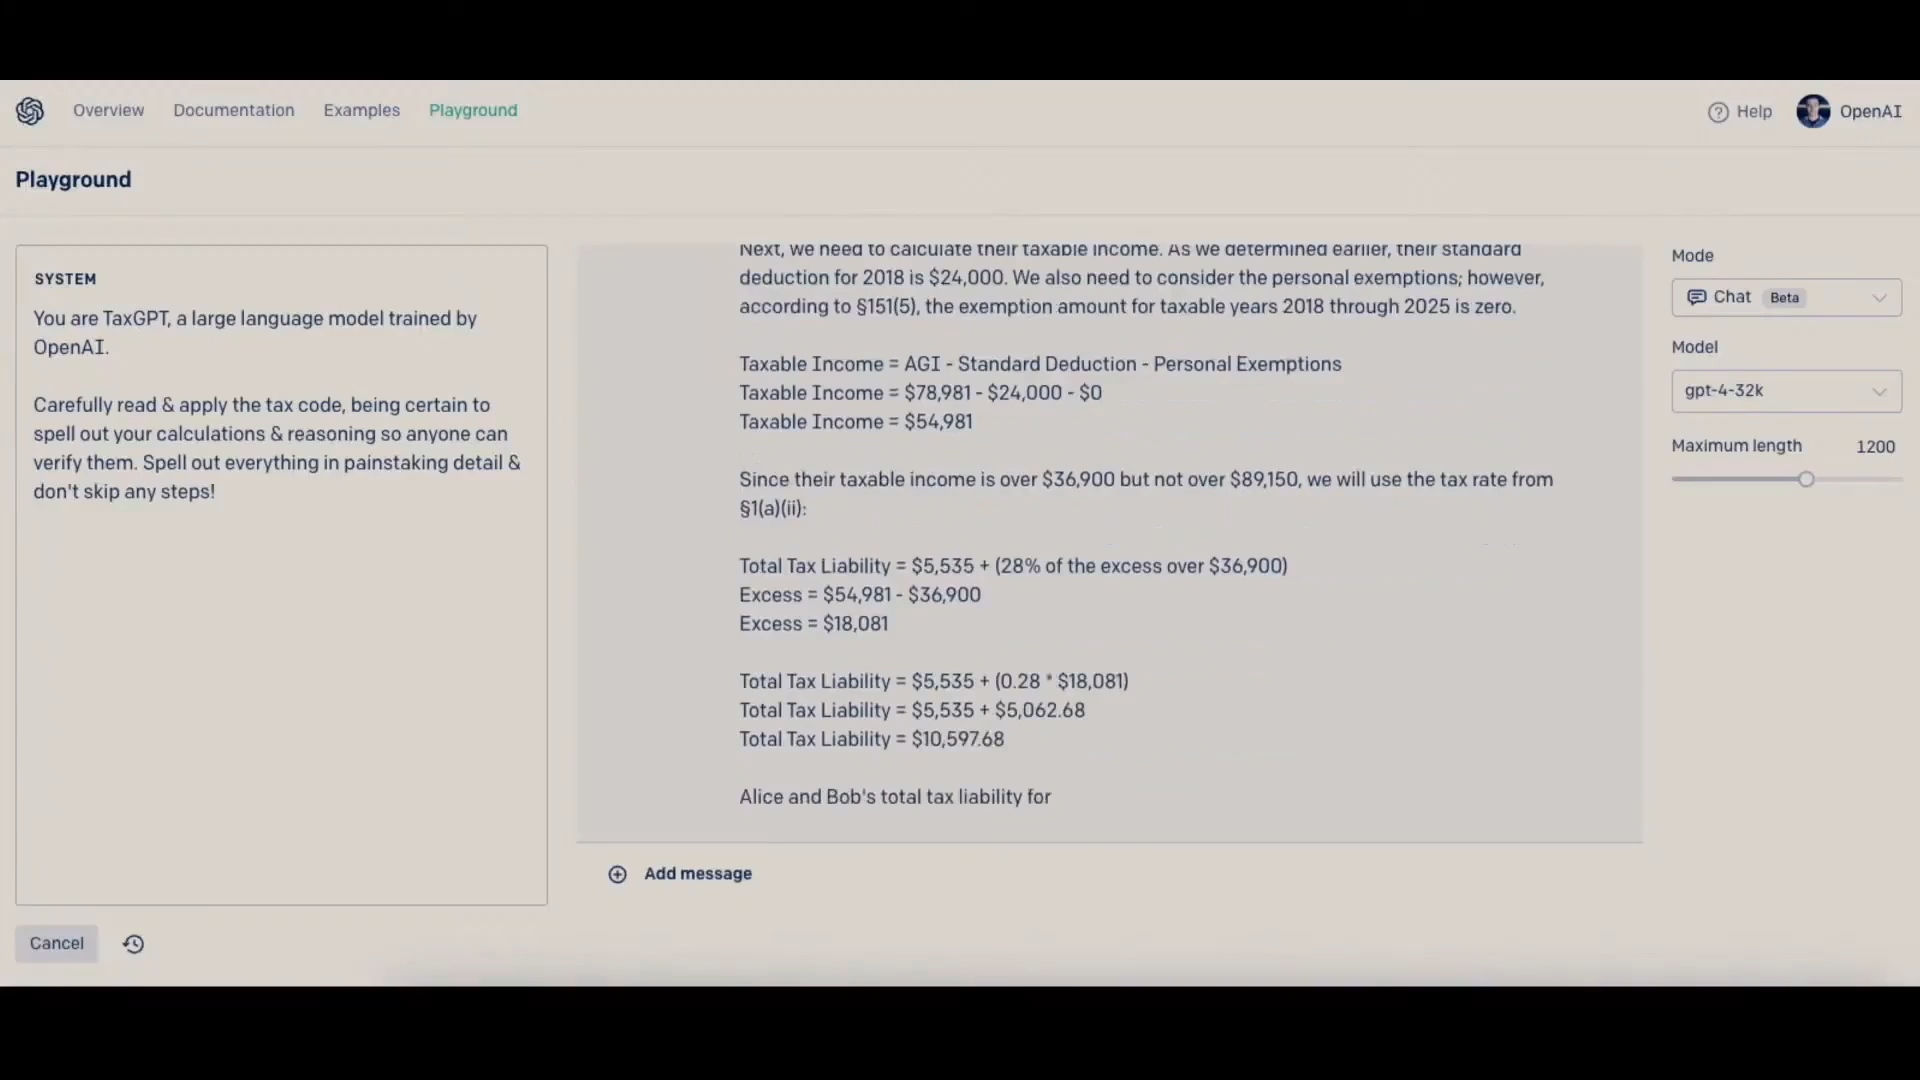 Overview Documentation Examples Playground
Help OpenAI
Playground
SYSTEM
You are TaxGPT, a large language model trained by
OpenAI.
Carefully read & apply the tax code, being certain to
spell out your calculations & reasoning so anyone can
verify them. Spell out everything in painstaking detail &
don't skip any steps!
Next, we need to calculate their taxable income. As we determined earlier, their standard
deduction for 2018 is $24,000. We also need to consider the personal exemptions; however,
according to §151(5), the exemption amount for taxable years 2018 through 2025 is zero.
Taxable Income = AGI - Standard Deduction - Personal Exemptions
Taxable Income = $78,981 - $24,000 - $0
Taxable Income = $54,981
Since their taxable income is over $36,900 but not over $89,150, we will use the tax rate from
§1(a)(ii):
Total Tax Liability = $5,535 + (28% of the excess over $36,900)
Excess = $54,981 - $36,900
Excess = $18,081
Total Tax Liability = $5,535 + (0.28 * $18,081)
Total Tax Liability = $5,535 + $5,062.68
Total Tax Liability = $10,597.68
Alice and Bob's total tax liability for
Add message
Mode
Chat Beta
Model
gpt-4-32k
Maximum length 1200
Cancel